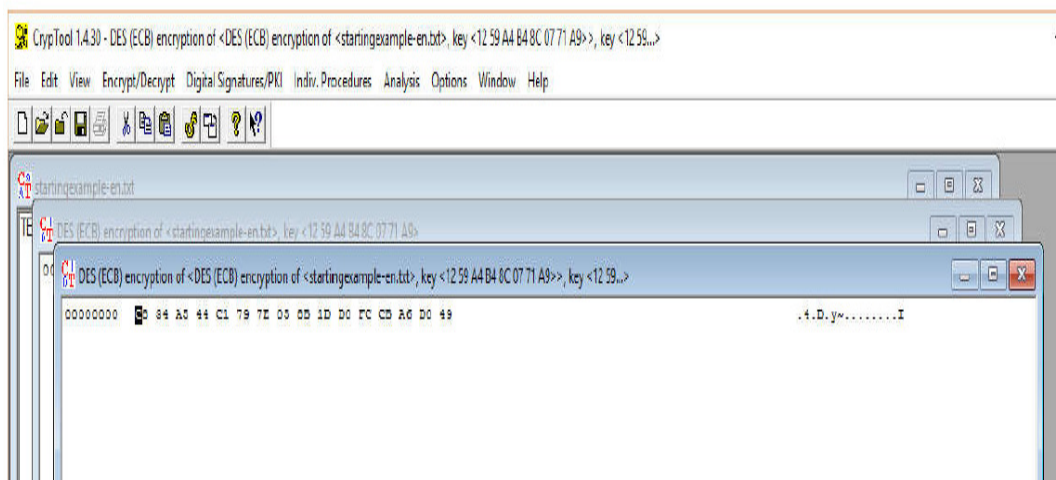 CrypTool 1.4.30 - DES (ECB) encryption of <DES (ECB) encryption of <startingexample-en.txt>, key <12 59 A4 B4 8C 07 71 A9>>, key <12 59...>
File Edit View Encrypt/Decrypt Digital Signatures/PKI Indiv. Procedures Analysis Options Window Help
startingexample-en.txt
TE
DES (ECB) encryption of <startingexample-en.txt>, key <12 59 A4 B4 8C 07 71 A9>
00
DES (ECB) encryption of <DES (ECB) encryption of <startingexample-en.txt>, key <12 59 A4 B4 8C 07 71 A9>>, key <12 59...>
00000000 34 A3 44 C1 79 7E 03 1D D0 FC CB A6 D0 49 .4.D.y~........I